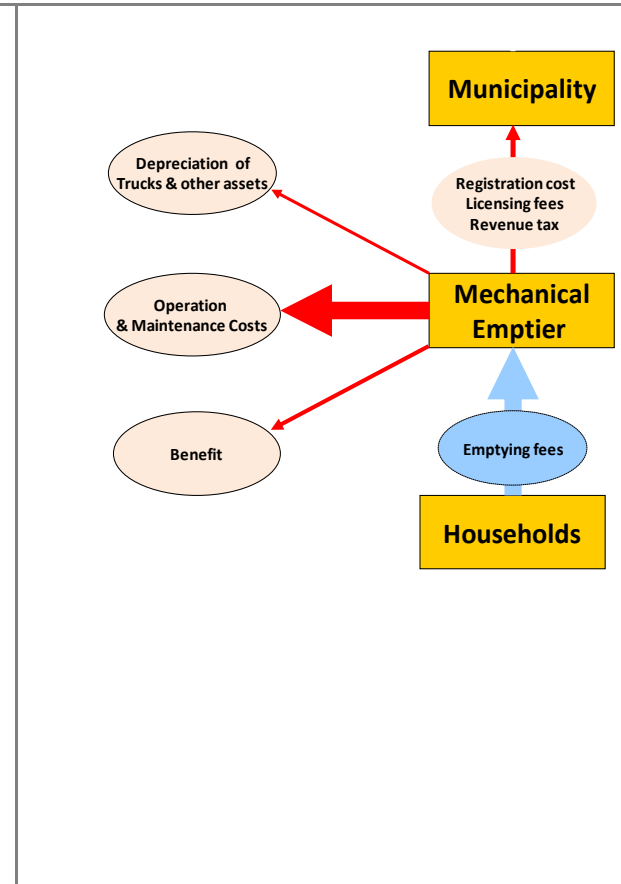 Municipality
Depreciation of
Trucks & other assets
Registration cost
Licensing fees
Revenue tax
Operation
& Maintenance Costs
Mechanical
Emptier
Benefit
Emptying fees
Households